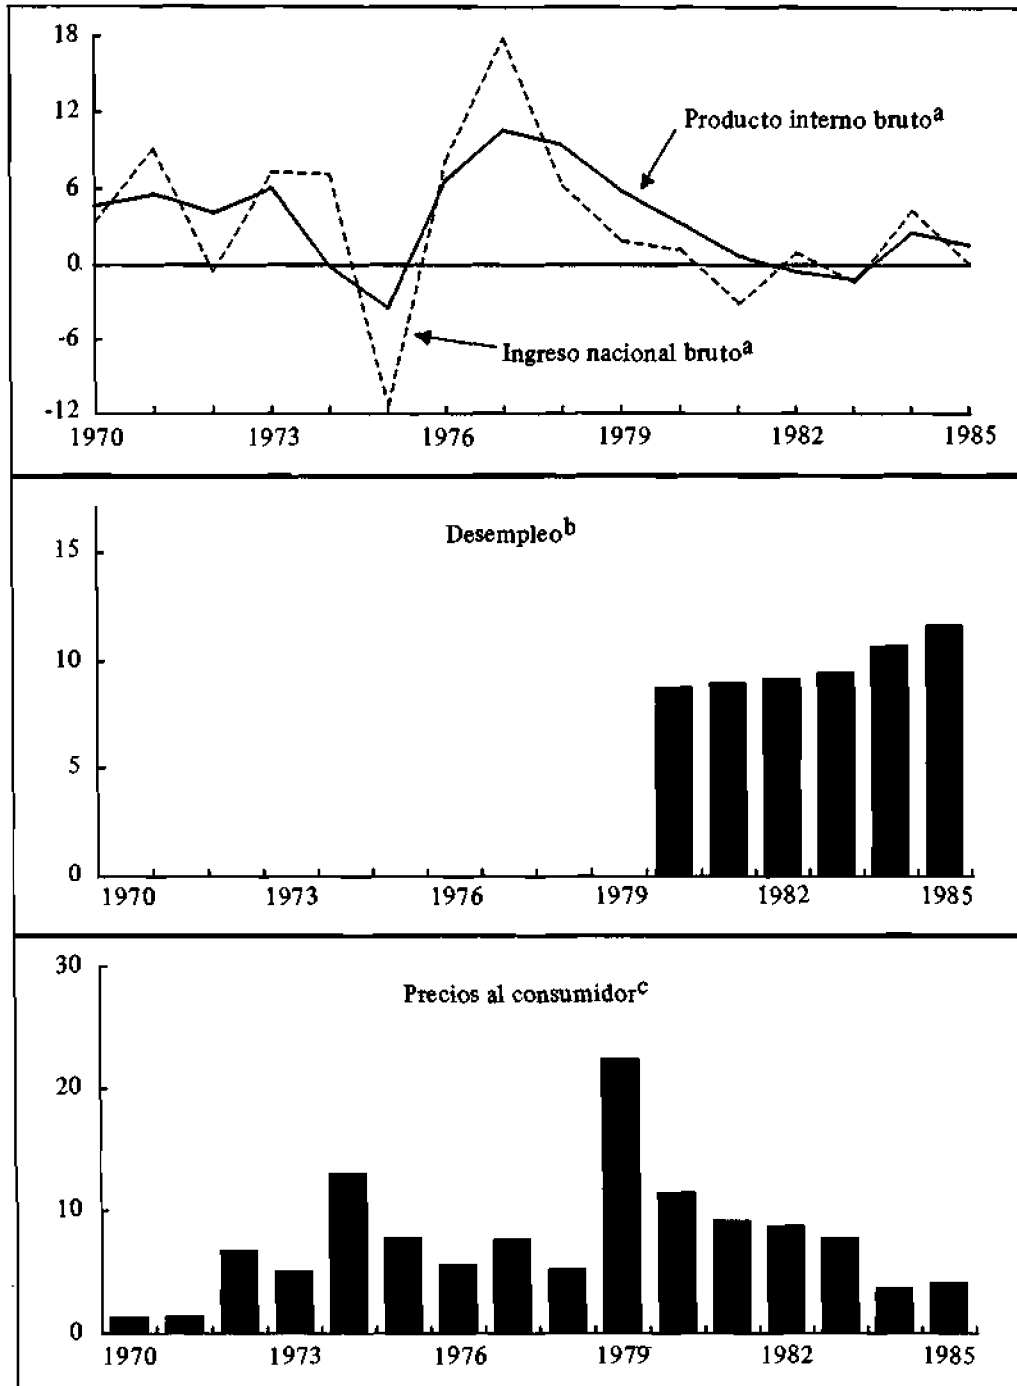 18
12
Producto interno bruto^a
6
0
-6
Ingreso nacional bruto^a
-12
1970 1973 1976 1979 1982 1985
Desempleo^b
15
10
5
0
1970 1973 1976 1979 1982 1985
30
Precios al consumidor^c
20
10
0
1970 1973 1976 1979 1982 1985